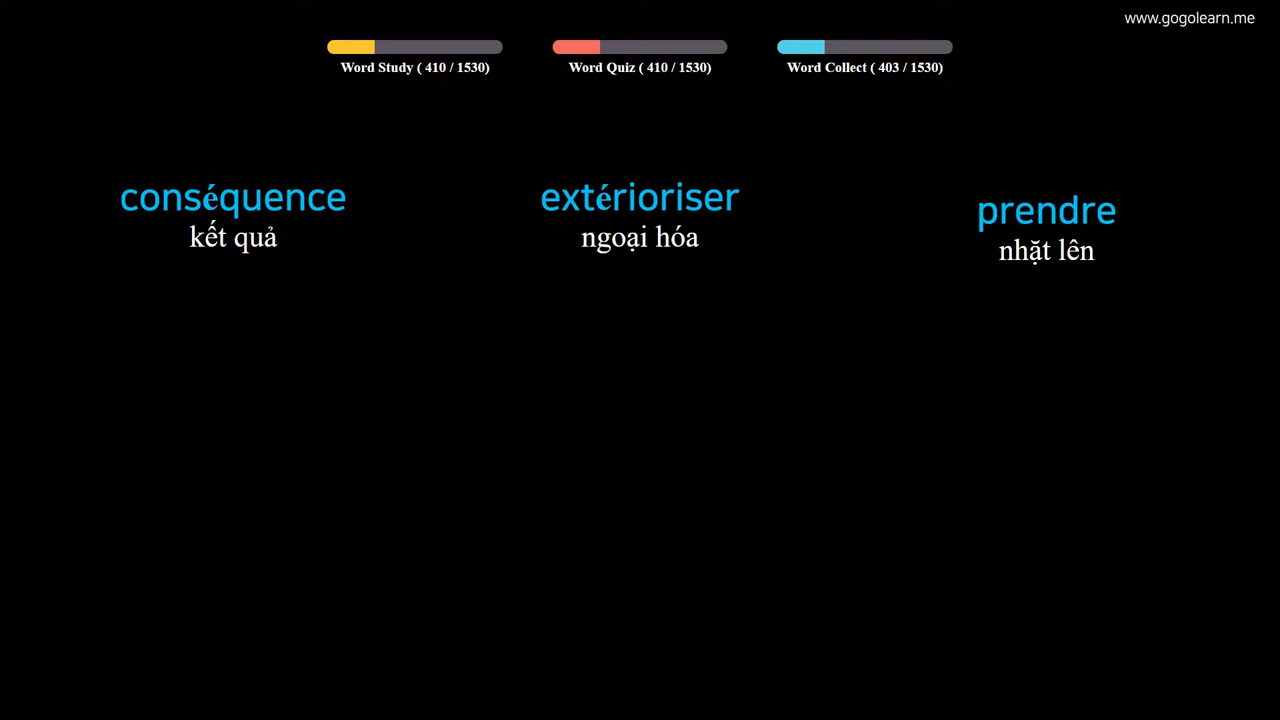 www.gogolearn.me
Word Study ( 410 / 1530)
Word Quiz ( 410 / 1530)
Word Collect ( 403 / 1530)
conséquence
kết quả
extérioriser
ngoại hóa
prendre
nhặt lên